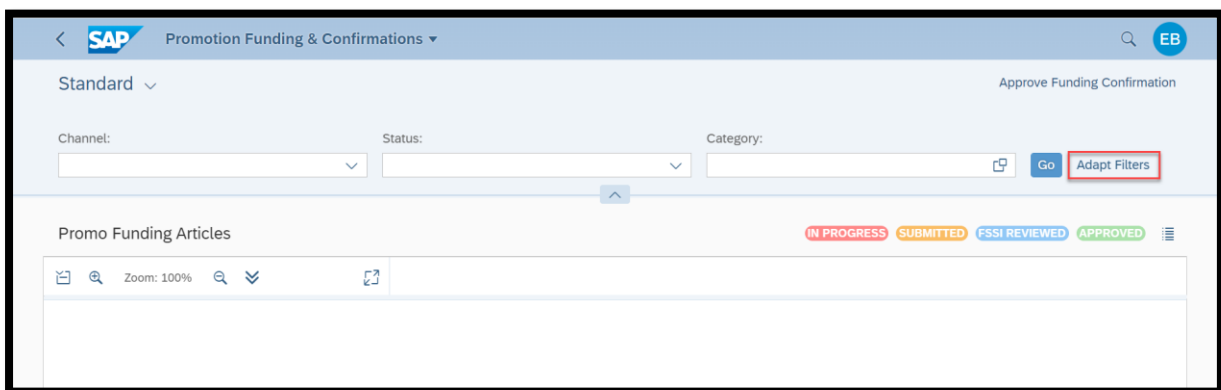 SAP Promotion Funding & Confirmations EB
Standard Approve Funding Confirmation
Channel: Status: Category:
Go Adapt Filters
Promo Funding Articles IN PROGRESS SUBMITTED FSSI REVIEWED APPROVED
Zoom: 100%